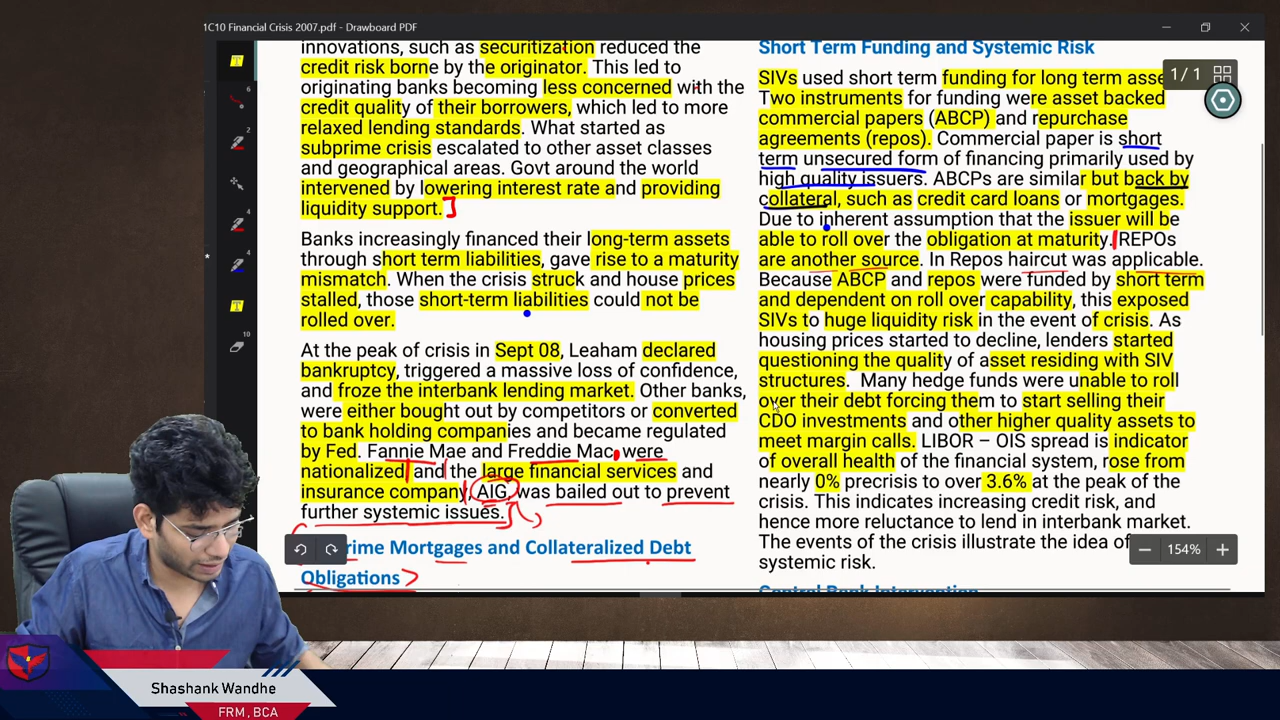 1C10 Financial Crisis 2007.pdf - Drawboard PDF
innovations, such as securitization reduced the
credit risk borne by the originator. This led to
originating banks becoming less concerned with the
credit quality of their borrowers, which led to more
relaxed lending standards. What started as
subprime crisis escalated to other asset classes
and geographical areas. Govt around the world
intervened by lowering interest rate and providing
liquidity support.
Banks increasingly financed their long-term assets
through short term liabilities, gave rise to a maturity
mismatch. When the crisis struck and house prices
stalled, those short-term liabilities could not be
rolled over.
At the peak of crisis in Sept 08, Leaham declared
bankruptcy, triggered a massive loss of confidence,
and froze the interbank lending market. Other banks,
were either bought out by competitors or converted
to bank holding companies and became regulated
by Fed. Fannie Mae and Freddie Mac, were
nationalized and the large financial services and
insurance company, AIG, was bailed out to prevent
further systemic issues.
rime Mortgages and Collateralized Debt
Obligations
Short Term Funding and Systemic Risk
SIVs used short term funding for long term asse
Two instruments for funding were asset backed
commercial papers (ABCP) and repurchase
agreements (repos). Commercial paper is short
term unsecured form of financing primarily used by
high quality issuers. ABCPs are similar but back by
collateral, such as credit card loans or mortgages.
Due to inherent assumption that the issuer will be
able to roll over the obligation at maturity. REPOs
are another source. In Repos haircut was applicable.
Because ABCP and repos were funded by short term
and dependent on roll over capability, this exposed
SIVs to huge liquidity risk in the event of crisis. As
housing prices started to decline, lenders started
questioning the quality of asset residing with SIV
structures. Many hedge funds were unable to roll
over their debt forcing them to start selling their
CDO investments and other higher quality assets to
meet margin calls. LIBOR – OIS spread is indicator
of overall health of the financial system, rose from
nearly 0% precrisis to over 3.6% at the peak of the
crisis. This indicates increasing credit risk, and
hence more reluctance to lend in interbank market.
The events of the crisis illustrate the idea of
systemic risk.
Central Bank Intervention
1 / 1
154%
6
2
4
4
4
10
Shashank Wandhe
FRM, BCA